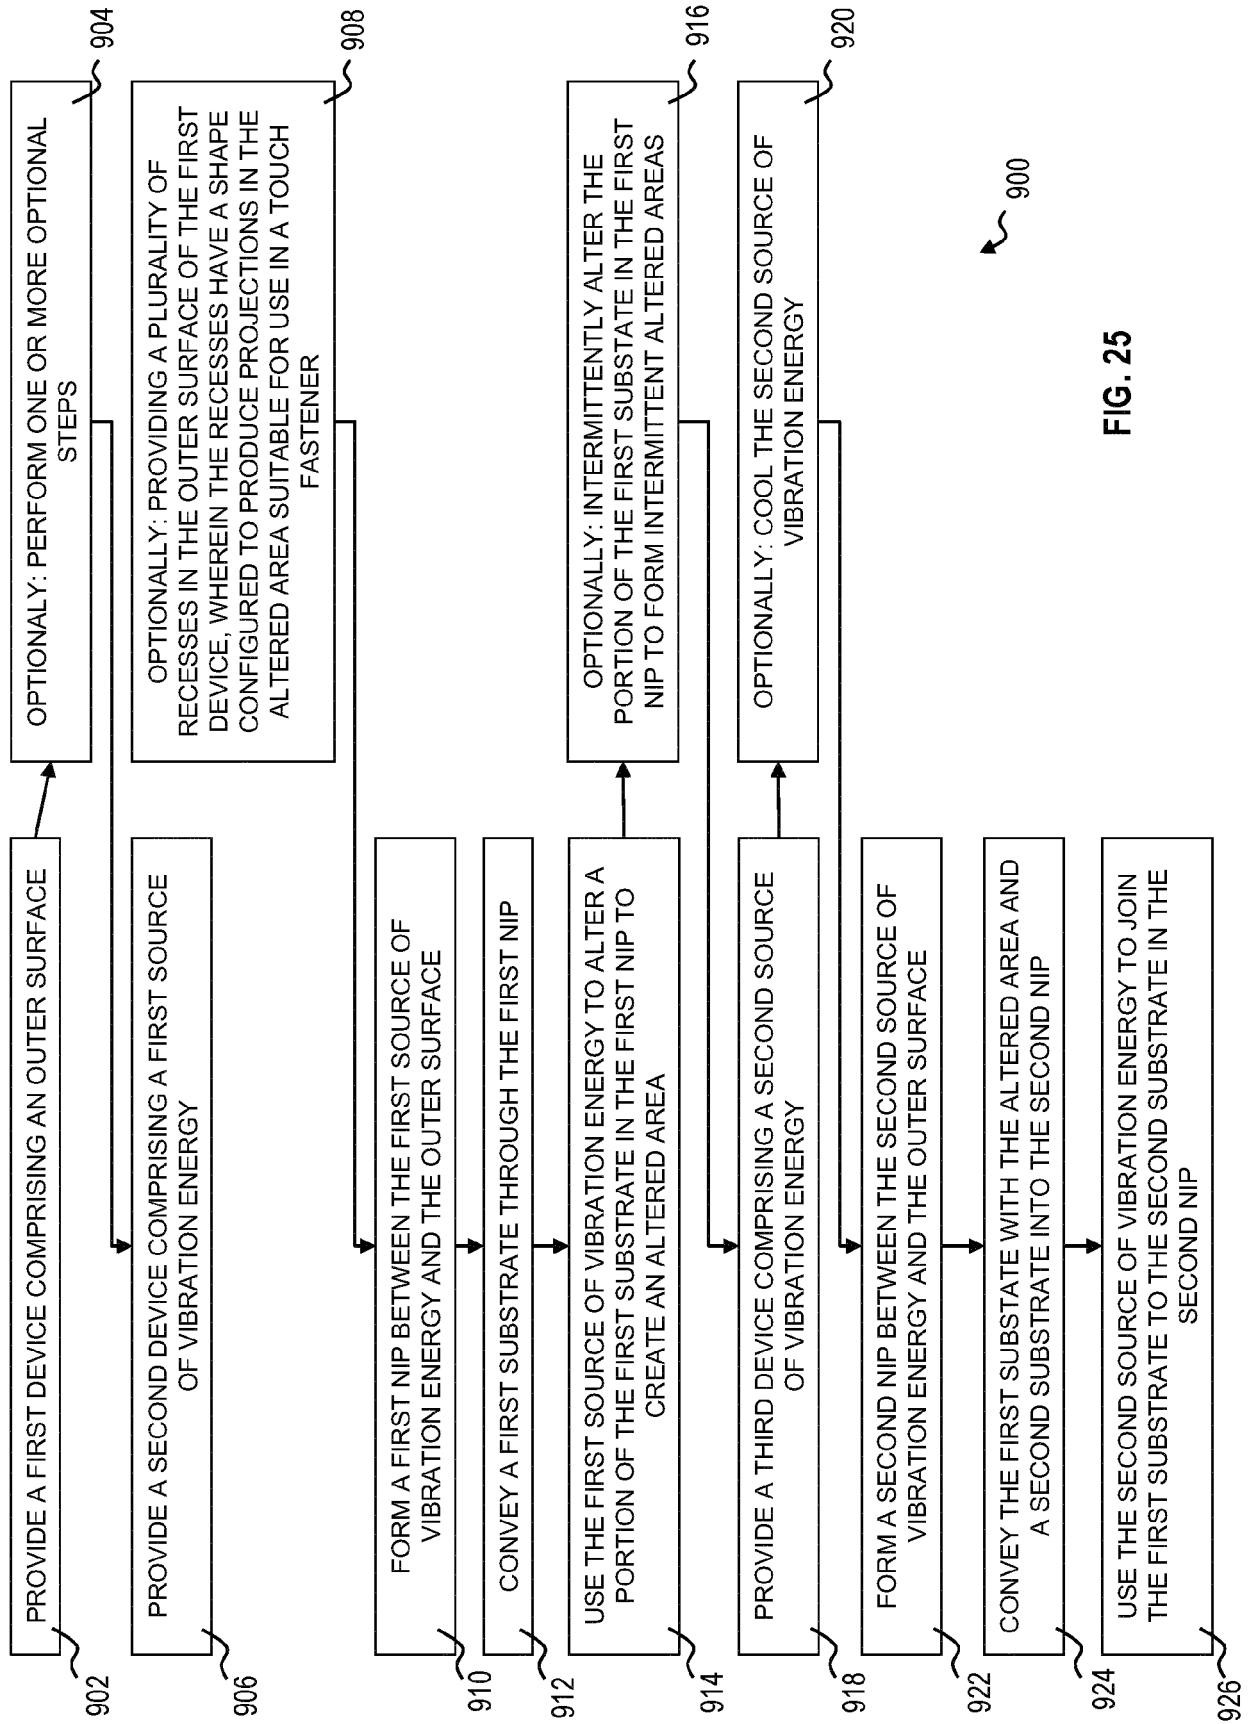 PROVIDE A FIRST DEVICE COMPRISING AN OUTER SURFACE
902
OPTIONALY: PERFORM ONE OR MORE OPTIONAL
STEPS
904
PROVIDE A SECOND DEVICE COMPRISING A FIRST SOURCE
OF VIBRATION ENERGY
906
OPTIONALLY: PROVIDING A PLURALITY OF
RECESSES IN THE OUTER SURFACE OF THE FIRST
DEVICE, WHEREIN THE RECESSES HAVE A SHAPE
CONFIGURED TO PRODUCE PROJECTIONS IN THE
ALTERED AREA SUITABLE FOR USE IN A TOUCH
FASTENER
908
FORM A FIRST NIP BETWEEN THE FIRST SOURCE OF
VIBRATION ENERGY AND THE OUTER SURFACE
910
CONVEY A FIRST SUBSTRATE THROUGH THE FIRST NIP
912
USE THE FIRST SOURCE OF VIBRATION ENERGY TO ALTER A
PORTION OF THE FIRST SUBSTRATE IN THE FIRST NIP TO
CREATE AN ALTERED AREA
914
OPTIONALLY: INTERMITTENTLY ALTER THE
PORTION OF THE FIRST SUBSTATE IN THE FIRST
NIP TO FORM INTERMITTENT ALTERED AREAS
916
PROVIDE A THIRD DEVICE COMPRISING A SECOND SOURCE
OF VIBRATION ENERGY
918
OPTIONALLY: COOL THE SECOND SOURCE OF
VIBRATION ENERGY
920
FORM A SECOND NIP BETWEEN THE SECOND SOURCE OF
VIBRATION ENERGY AND THE OUTER SURFACE
922
CONVEY THE FIRST SUBSTATE WITH THE ALTERED AREA AND
A SECOND SUBSTRATE INTO THE SECOND NIP
924
USE THE SECOND SOURCE OF VIBRATION ENERGY TO JOIN
THE FIRST SUBSTRATE TO THE SECOND SUBSTRATE IN THE
SECOND NIP
926
900
FIG. 25